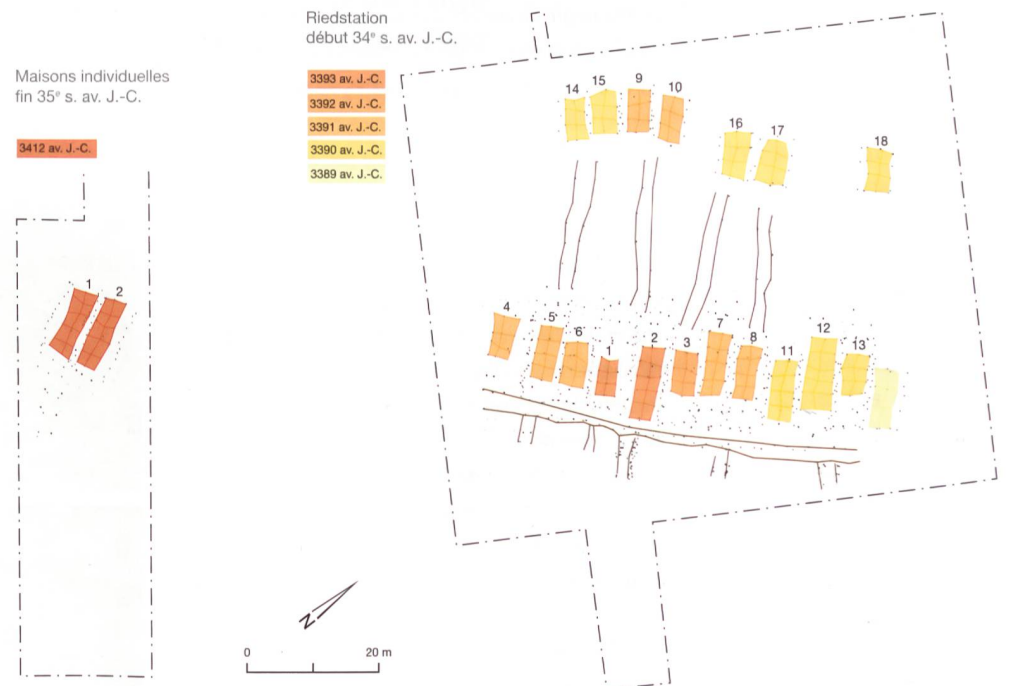 Maisons individuelles
fin 35e s. av. J.-C.
3412 av. J.-C.
1
2
Riedstation
début 34e s. av. J.-C.
3393 av. J.-C.
3392 av. J.-C.
3391 av. J.-C.
3390 av. J.-C.
3389 av. J.-C.
14
15
9
10
16
17
18
4
5
6
1
2
3
7
8
11
12
13
N
0
20 m